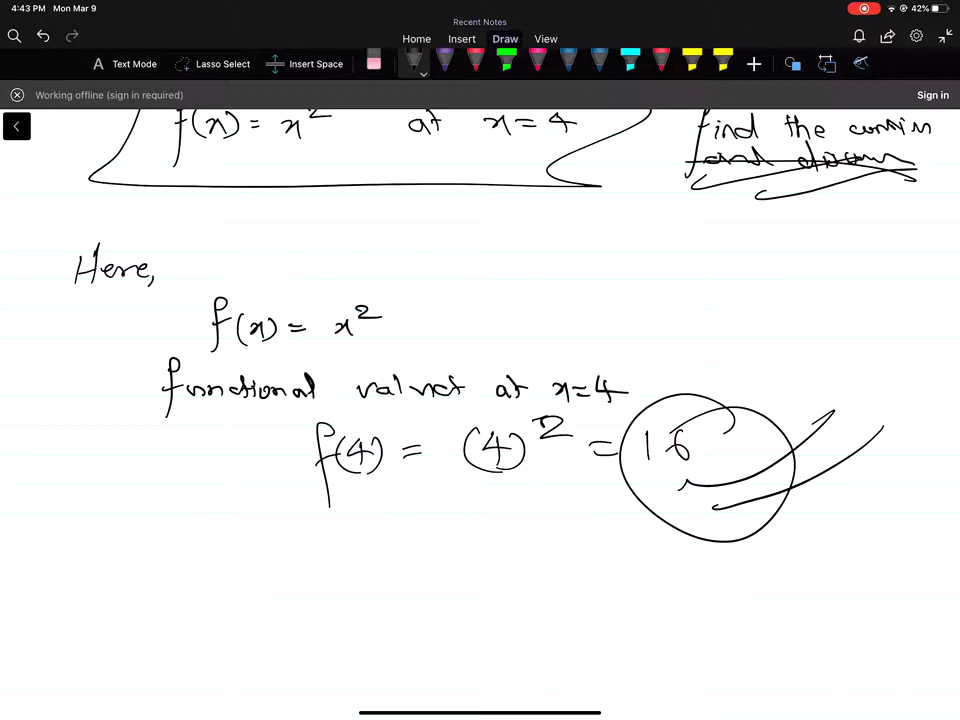 4:43 PM Mon Mar 9
42%
Recent Notes
Home Insert Draw View
A Text Mode Lasso Select Insert Space
Working offline (sign in required) Sign in
f(x) = x² at x=4
find the contin
Here,
f(x) = x²
functional at x=4
f(4) = (4)² = 16